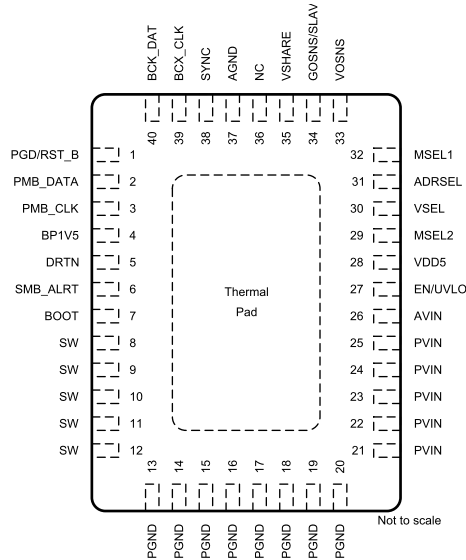 BCK_DAT
BCX_CLK
SYNC
AGND
NC
VSHARE
GOSNS/SLAV
VOSNS
40
39
38
37
36
35
34
33
PGD/RST_B 1
PMB_DATA 2
PMB_CLK 3
BP1V5 4
DRTN 5
SMB_ALRT 6
BOOT 7
SW 8
SW 9
SW 10
SW 11
SW 12
Thermal
Pad
32 MSEL1
31 ADRSEL
30 VSEL
29 MSEL2
28 VDD5
27 EN/UVLO
26 AVIN
25 PVIN
24 PVIN
23 PVIN
22 PVIN
21 PVIN
13
14
15
16
17
18
19
20
PGND
PGND
PGND
PGND
PGND
PGND
PGND
PGND
Not to scale